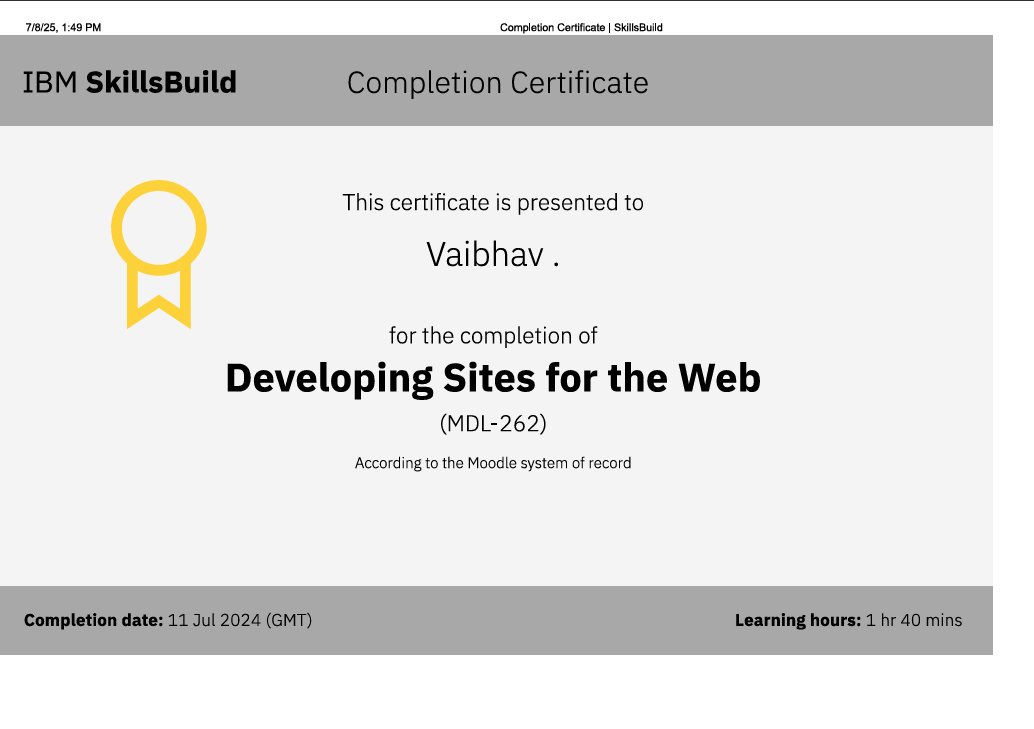 7/8/25, 1:49 PM Completion Certificate | SkillsBuild
IBM SkillsBuild Completion Certificate
This certificate is presented to
Vaibhav .
for the completion of
Developing Sites for the Web
(MDL-262)
According to the Moodle system of record
Completion date: 11 Jul 2024 (GMT) Learning hours: 1 hr 40 mins